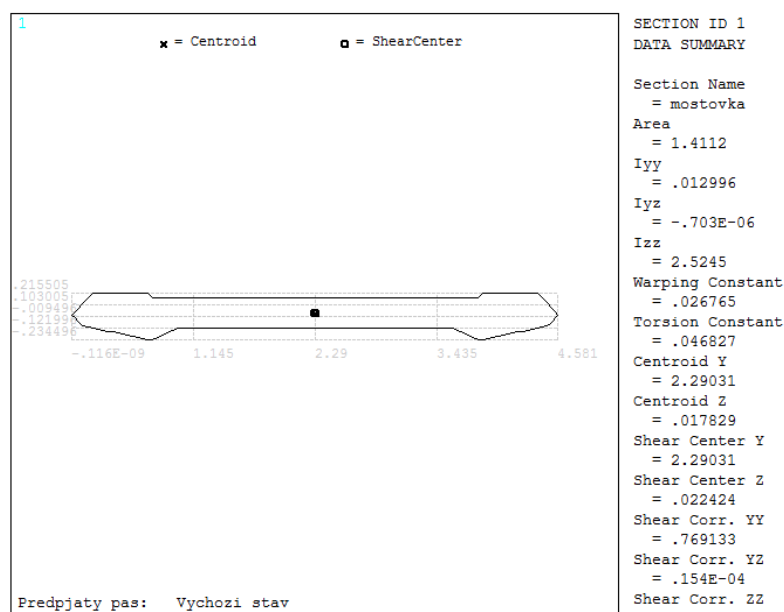 1
x = Centroid
o = ShearCenter
.215505
.103005
-.009496
-.12199
-.234496
-.116E-09
1.145
2.29
3.435
4.581
Predpjaty pas: Vychozi stav
SECTION ID 1
DATA SUMMARY
Section Name
= mostovka
Area
= 1.4112
Iyy
= .012996
Iyz
= -.703E-06
Izz
= 2.5245
Warping Constant
= .026765
Torsion Constant
= .046827
Centroid Y
= 2.29031
Centroid Z
= .017829
Shear Center Y
= 2.29031
Shear Center Z
= .022424
Shear Corr. YY
= .769133
Shear Corr. YZ
= .154E-04
Shear Corr. ZZ